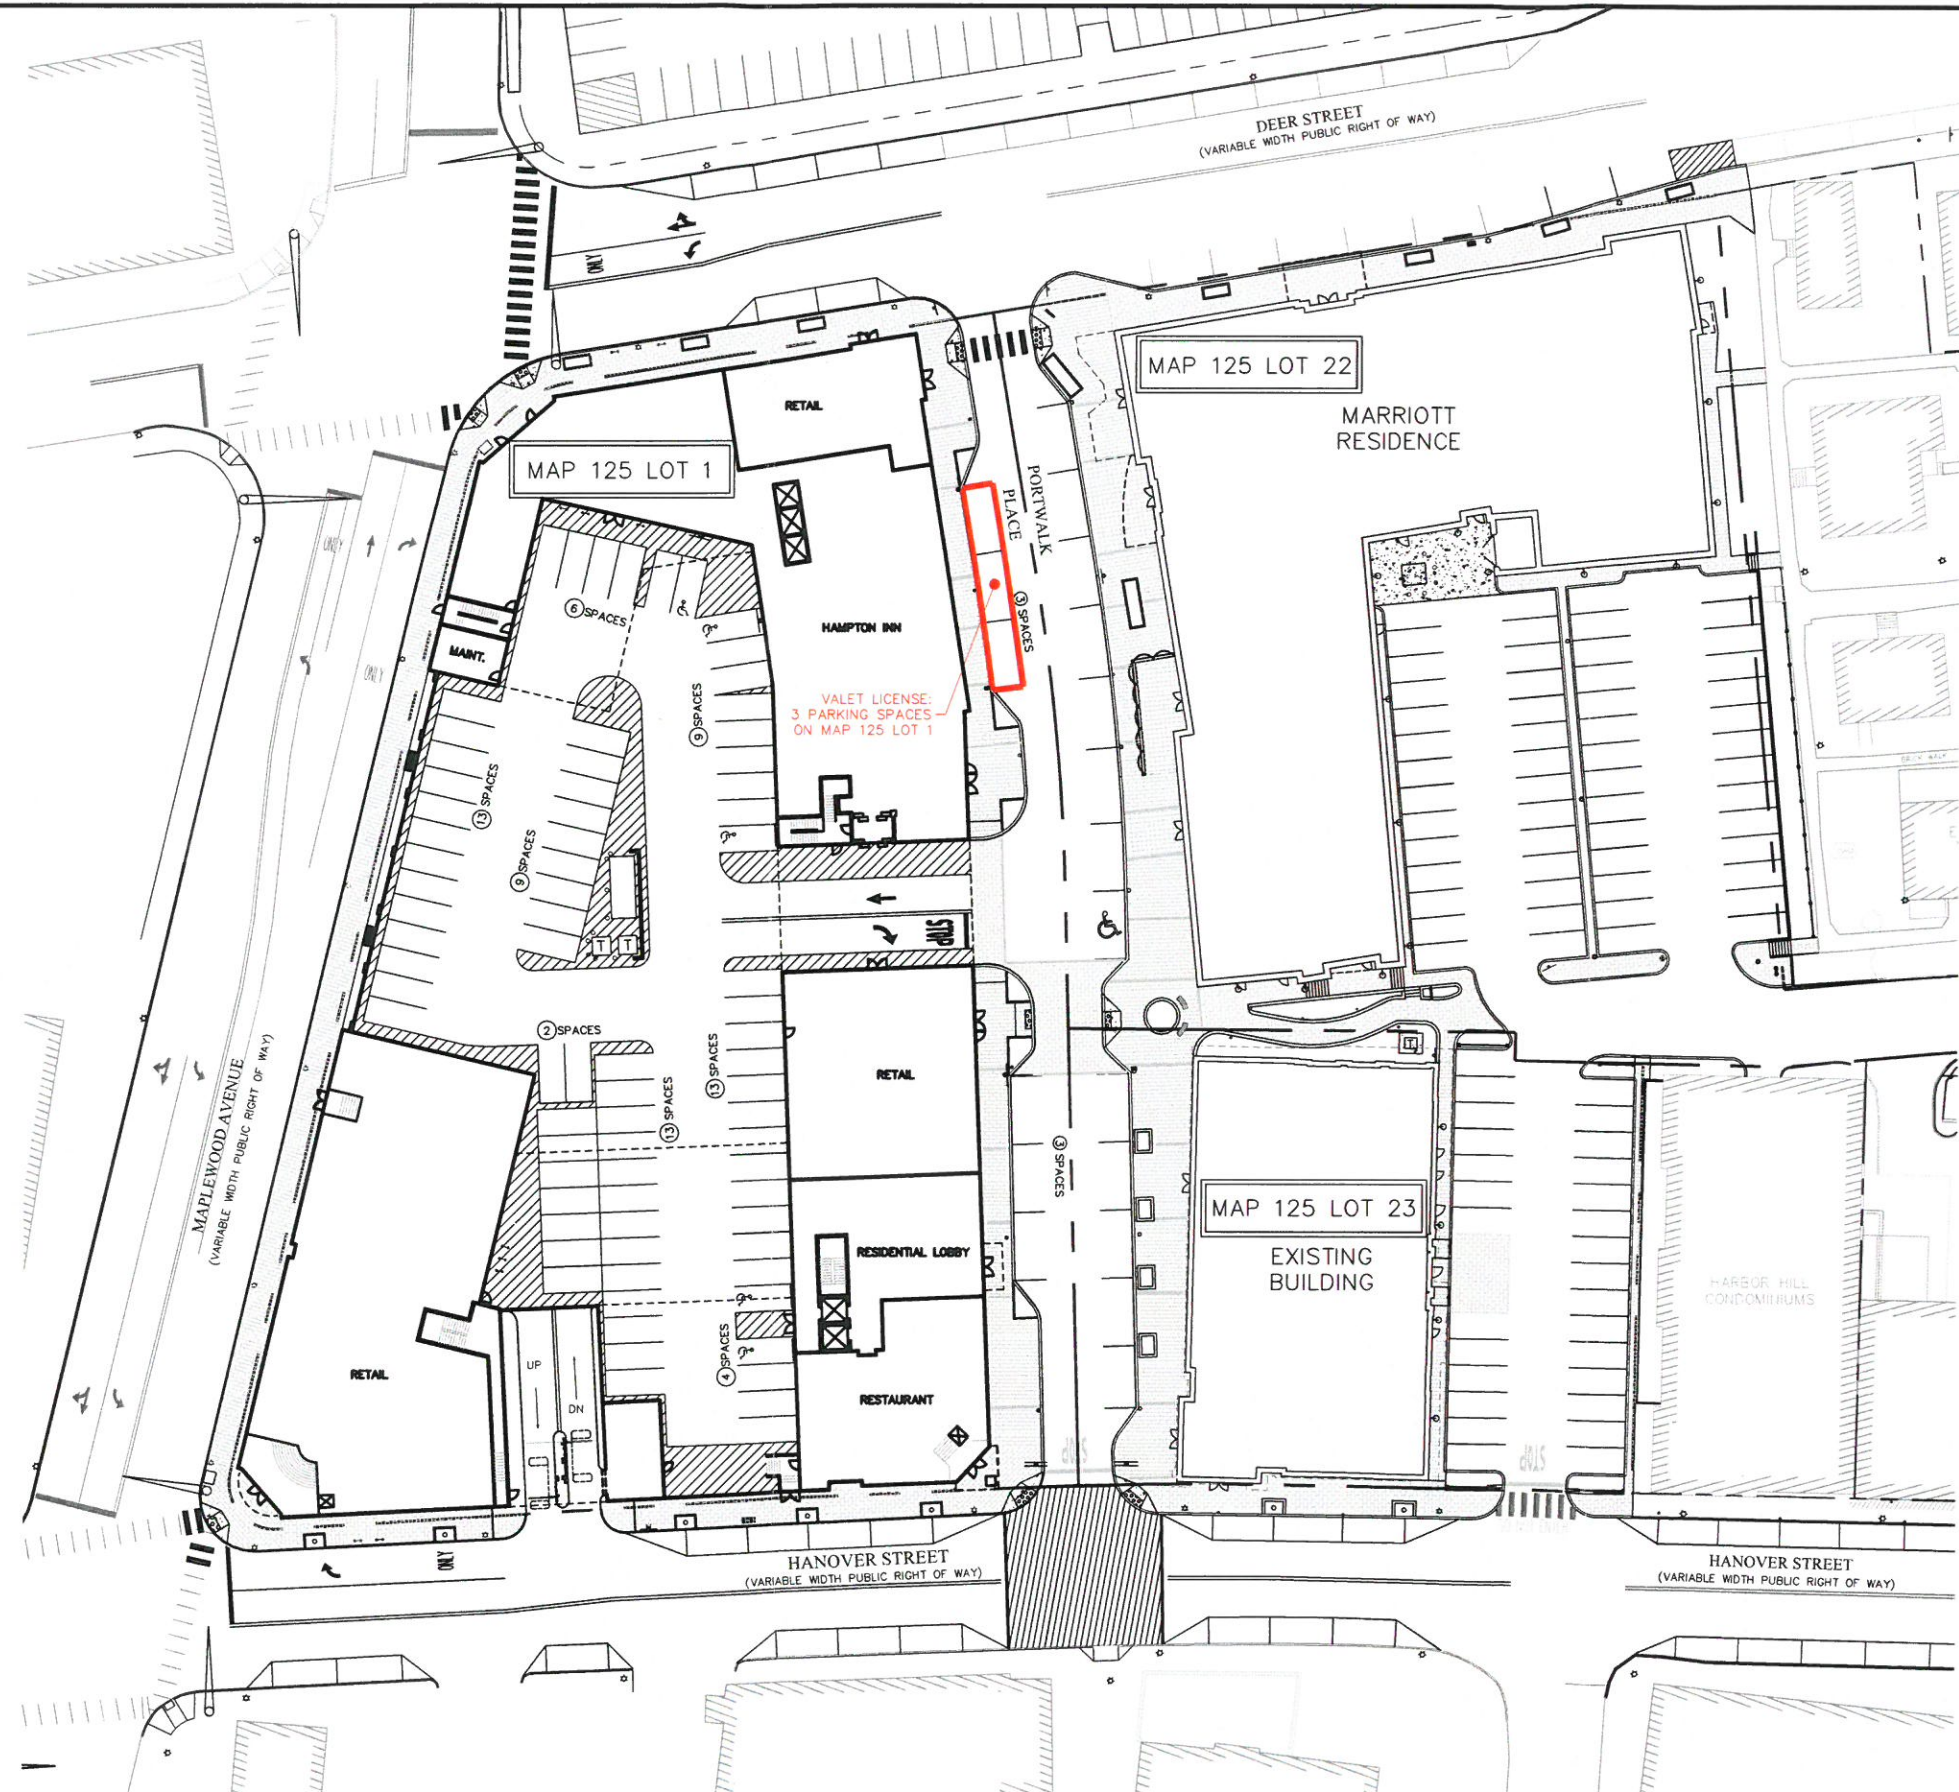 DEER STREET
(VARIABLE WIDTH PUBLIC RIGHT OF WAY)
ONLY
MAP 125 LOT 22
MARRIOTT
RESIDENCE
RETAIL
MAP 125 LOT 1
PORTWALK
PLACE
ONLY
6 SPACES
3 SPACES
HAMPTON INN
MAINT.
ONLY
VALET LICENSE:
3 PARKING SPACES
ON MAP 125 LOT 1
9 SPACES
BRICK WALK
13 SPACES
9 SPACES
E
STOP
T T
2 SPACES
13 SPACES
13 SPACES
RETAIL
T
MAPLEWOOD AVENUE
(VARIABLE WIDTH PUBLIC RIGHT OF WAY)
3 SPACES
MAP 125 LOT 23
EXISTING
BUILDING
RESIDENTIAL LOBBY
HARBOR HILL
CONDOMINIUMS
4 SPACES
UP
DN
RETAIL
RESTAURANT
STOP
STOP
ONLY
HANOVER STREET
(VARIABLE WIDTH PUBLIC RIGHT OF WAY)
HANOVER STREET
(VARIABLE WIDTH PUBLIC RIGHT OF WAY)